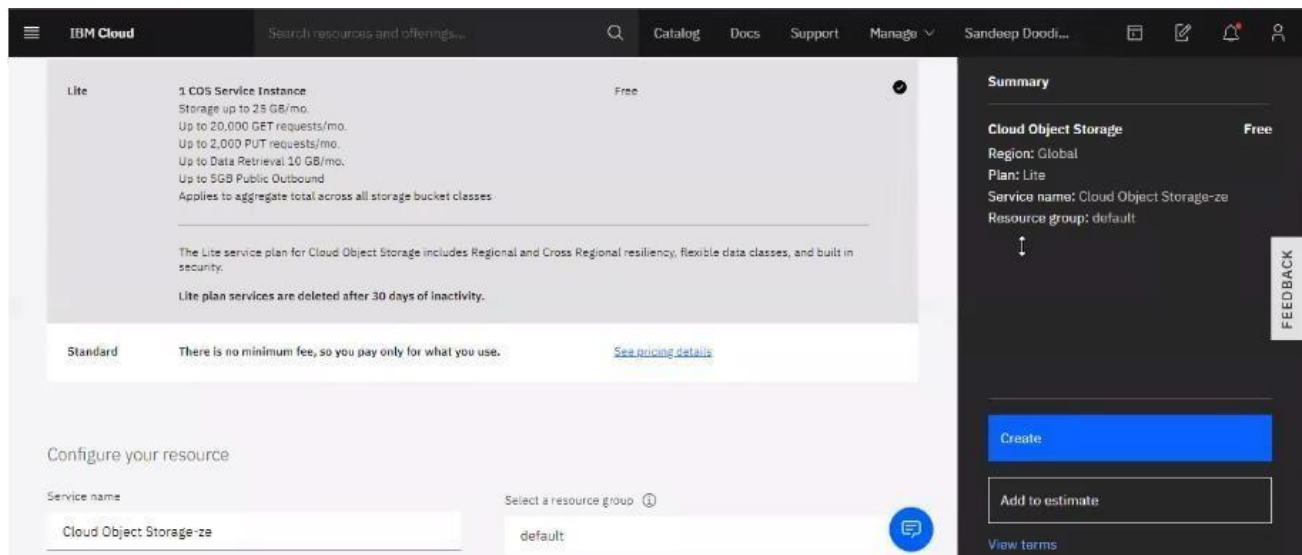 IBM Cloud
Search resources and offerings...
Catalog
Docs
Support
Manage
Sandeep Doodi...
Lite
1 COS Service Instance
Free
Storage up to 25 GB/mo.
Up to 20,000 GET requests/mo.
Up to 2,000 PUT requests/mo.
Up to Data Retrieval 10 GB/mo.
Up to 5GB Public Outbound
Applies to aggregate total across all storage bucket classes
The Lite service plan for Cloud Object Storage includes Regional and Cross Regional resiliency, flexible data classes, and built in
security.
Lite plan services are deleted after 30 days of inactivity.
Standard
There is no minimum fee, so you pay only for what you use.
See pricing details
Configure your resource
Service name
Cloud Object Storage-ze
Select a resource group
default
Summary
Cloud Object Storage
Free
Region: Global
Plan: Lite
Service name: Cloud Object Storage-ze
Resource group: default
FEEDBACK
Create
Add to estimate
View terms